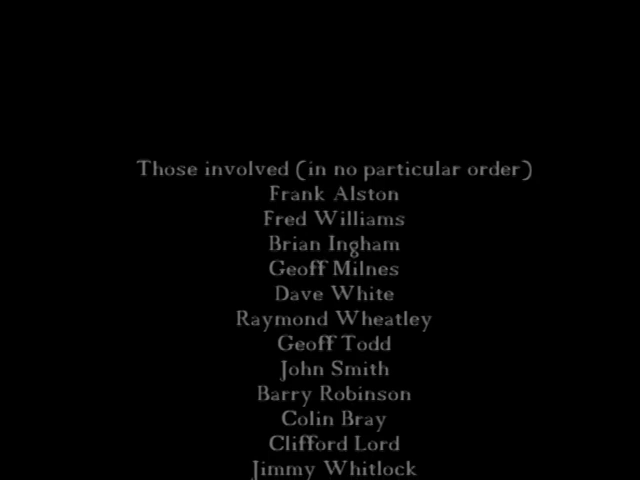 Those involved (in no particular order)
Frank Alston
Fred Williams
Brian Ingham
Geoff Milnes
Dave White
Raymond Wheatley
Geoff Todd
John Smith
Barry Robinson
Colin Bray
Clifford Lord
Jimmy Whitlock